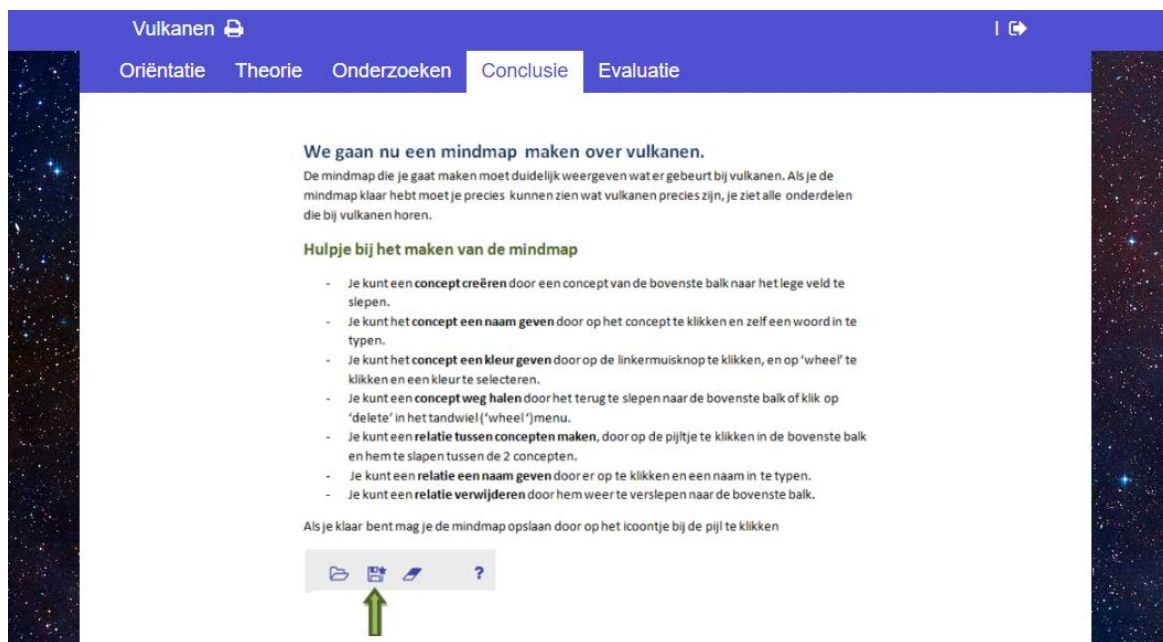 Vulkanen
Oriëntatie Theorie Onderzoeken Conclusie Evaluatie
We gaan nu een mindmap maken over vulkanen.
De mindmap die je gaat maken moet duidelijk weergeven wat er gebeurt bij vulkanen. Als je de
mindmap klaar hebt moet je precies kunnen zien wat vulkanen precies zijn, je ziet alle onderdelen
die bij vulkanen horen.
Hulpje bij het maken van de mindmap
- Je kunt een concept creëren door een concept van de bovenste balk naar het lege veld te
slepen.
- Je kunt het concept een naam geven door op het concept te klikken en zelf een woord in te
typen.
- Je kunt het concept een kleur geven door op de linkermuisknop te klikken, en op ‘wheel’ te
klikken en een kleur te selecteren.
- Je kunt een concept weg halen door het terug te slepen naar de bovenste balk of klik op
‘delete’ in het tandwiel (‘wheel ‘)menu.
- Je kunt een relatie tussen concepten maken, door op de pijltje te klikken in de bovenste balk
en hem te slapen tussen de 2 concepten.
- Je kunt een relatie een naam geven door er op te klikken en een naam in te typen.
- Je kunt een relatie verwijderen door hem weer te verslepen naar de bovenste balk.
Als je klaar bent mag je de mindmap opslaan door op het icoontje bij de pijl te klikken
?